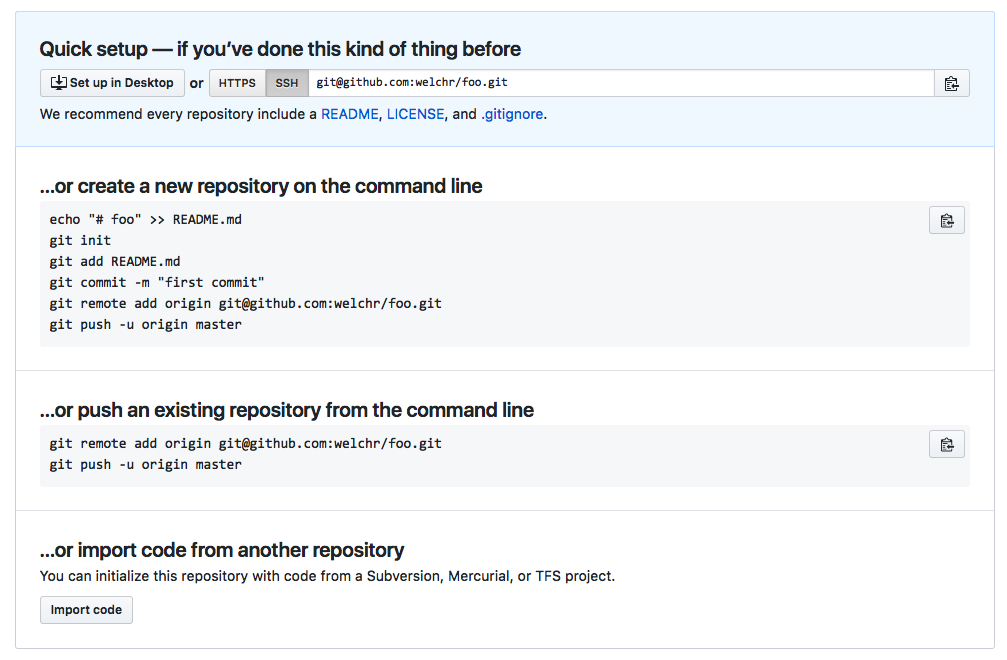 Quick setup — if you’ve done this kind of thing before
Set up in Desktop or HTTPS SSH git@github.com:welchr/foo.git
We recommend every repository include a README, LICENSE, and .gitignore.
…or create a new repository on the command line
echo "# foo" >> README.md
git init
git add README.md
git commit -m "first commit"
git remote add origin git@github.com:welchr/foo.git
git push -u origin master
…or push an existing repository from the command line
git remote add origin git@github.com:welchr/foo.git
git push -u origin master
…or import code from another repository
You can initialize this repository with code from a Subversion, Mercurial, or TFS project.
Import code